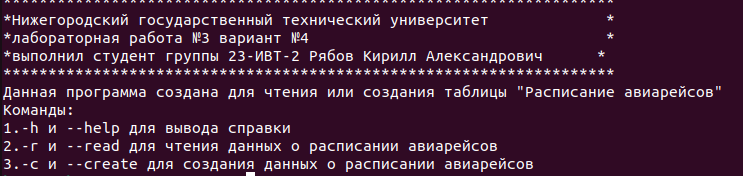 ********************************************************************
*Нижегородский государственный технический университет             *
*лабораторная работа №3 вариант №4                                 *
*выполнил студент группы 23-ИВТ-2 Рябов Кирилл Александрович      *
********************************************************************
Данная программа создана для чтения или создания таблицы "Расписание авиарейсов"
Команды:
1.-h и --help для вывода справки
2.-r и --read для чтения данных о расписании авиарейсов
3.-c и --create для создания данных о расписании авиарейсов